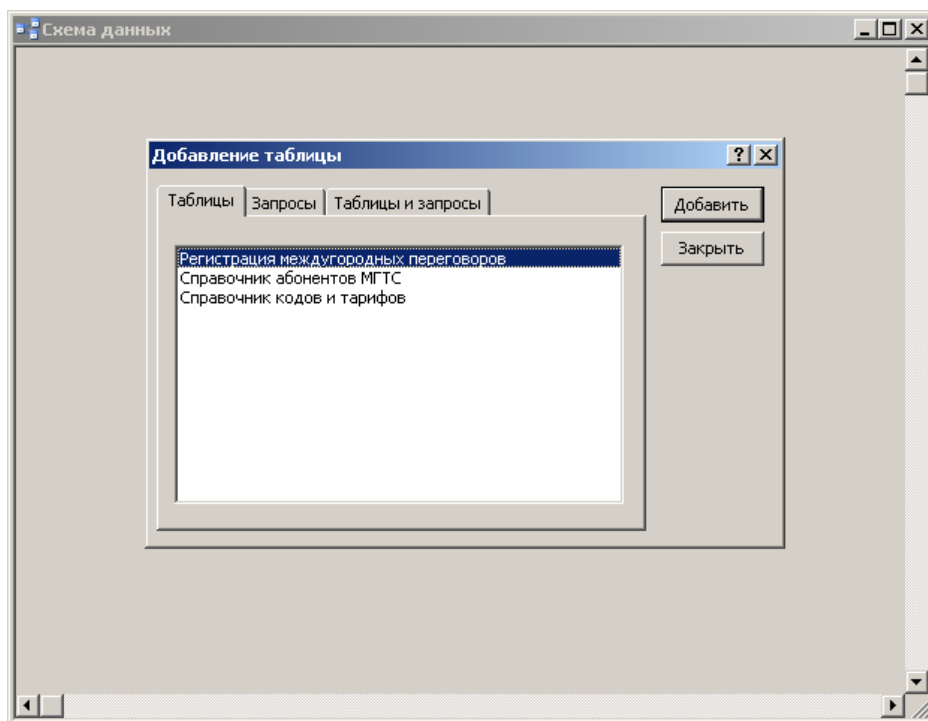 Схема данных
Добавление таблицы
Таблицы Запросы Таблицы и запросы
Добавить
Закрыть
Регистрация междугородных переговоров
Справочник абонентов МГТС
Справочник кодов и тарифов